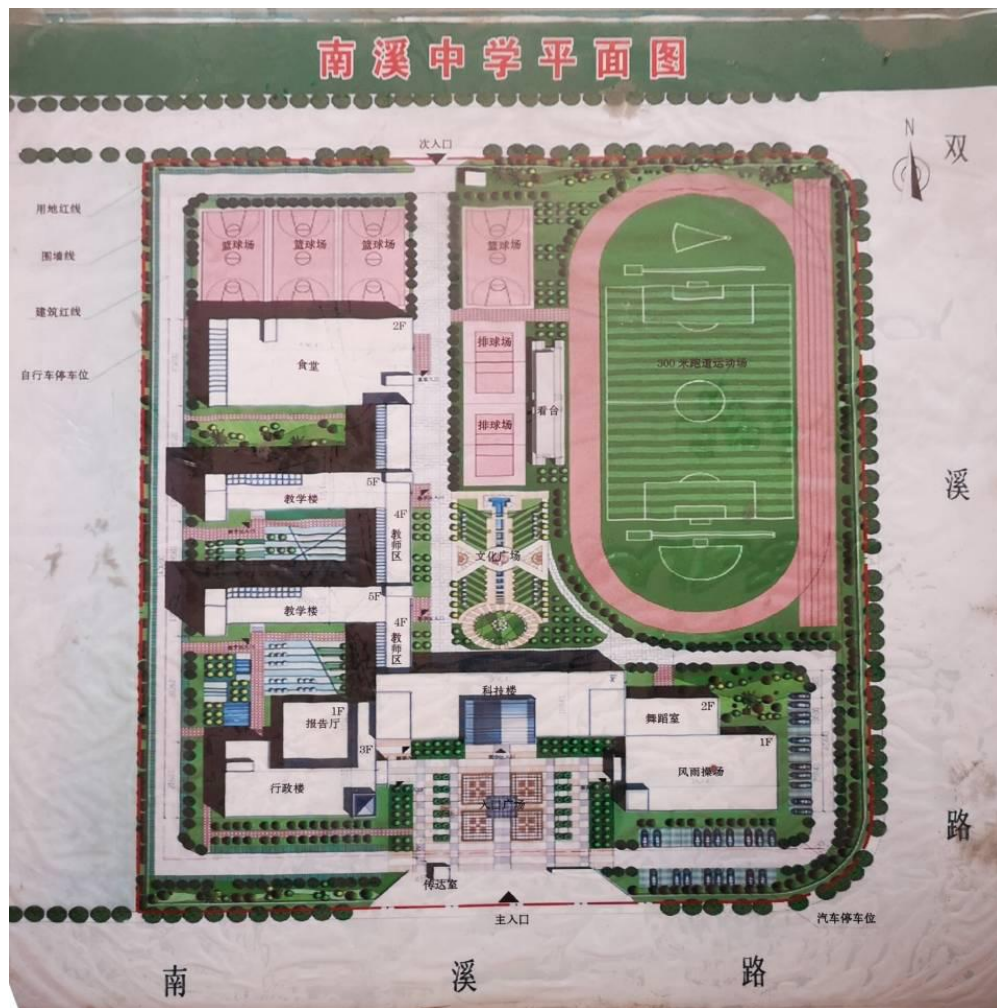 南溪中学平面图
次入口
N
双溪路
用地红线
围墙线
建筑红线
自行车停车位
篮球场
篮球场
篮球场
篮球场
2F
食堂
排球场
排球场
看台
300米跑道运动场
5F
教学楼
4F
教师区
文化广场
5F
教学楼
4F
教师区
科技楼
F
1F
报告厅
3F
行政楼
2F
舞蹈室
1F
风雨操场
入口广场
传达室
主入口
汽车停车位
南溪路